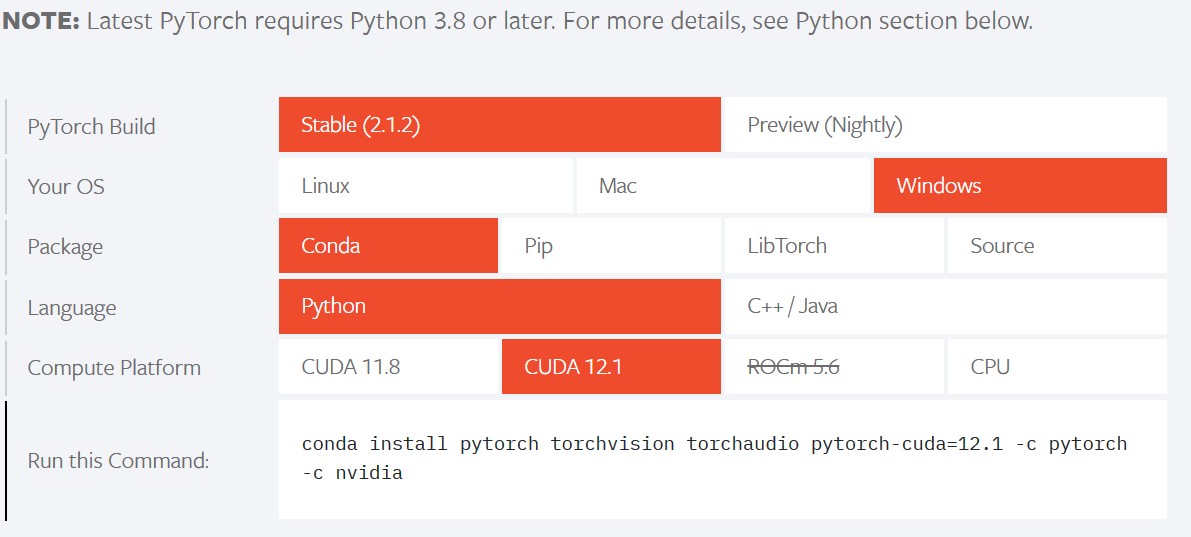 NOTE: Latest PyTorch requires Python 3.8 or later. For more details, see Python section below.
PyTorch Build
Stable (2.1.2)
Preview (Nightly)
Your OS
Linux
Mac
Windows
Package
Conda
Pip
LibTorch
Source
Language
Python
C++ / Java
Compute Platform
CUDA 11.8
CUDA 12.1
ROCm 5.6
CPU
Run this Command:
conda install pytorch torchvision torchaudio pytorch-cuda=12.1 -c pytorch
-c nvidia